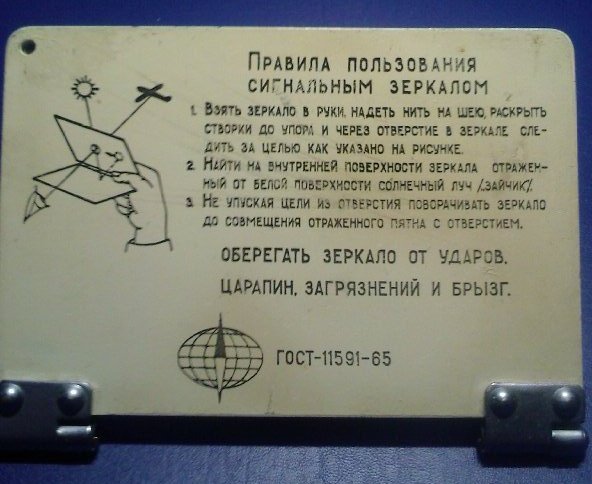 ПРАВИЛА ПОЛЬЗОВАНИЯ
СИГНАЛЬНЫМ ЗЕРКАЛОМ
1. ВЗЯТЬ ЗЕРКАЛО В РУКИ, НАДЕТЬ НИТЬ НА ШЕЮ, РАСКРЫТЬ
СТВОРКИ ДО УПОРА И ЧЕРЕЗ ОТВЕРСТИЕ В ЗЕРКАЛЕ СЛЕ-
ДИТЬ ЗА ЦЕЛЬЮ, КАК УКАЗАНО НА РИСУНКЕ.
2. НАЙТИ НА ВНУТРЕННЕЙ ПОВЕРХНОСТИ ЗЕРКАЛА ОТРАЖЕН-
НЫЙ ОТ БЕЛОЙ ПОВЕРХНОСТИ СОЛНЕЧНЫЙ ЛУЧ /„ЗАЙЧИК"/.
3. НЕ УПУСКАЯ ЦЕЛИ ИЗ ОТВЕРСТИЯ ПОВОРАЧИВАТЬ ЗЕРКАЛО
ДО СОВМЕЩЕНИЯ ОТРАЖЕННОГО ПЯТНА С ОТВЕРСТИЕМ.
ОБЕРЕГАТЬ ЗЕРКАЛО ОТ УДАРОВ,
ЦАРАПИН, ЗАГРЯЗНЕНИЙ И БРЫЗГ.
ГОСТ-11591-65